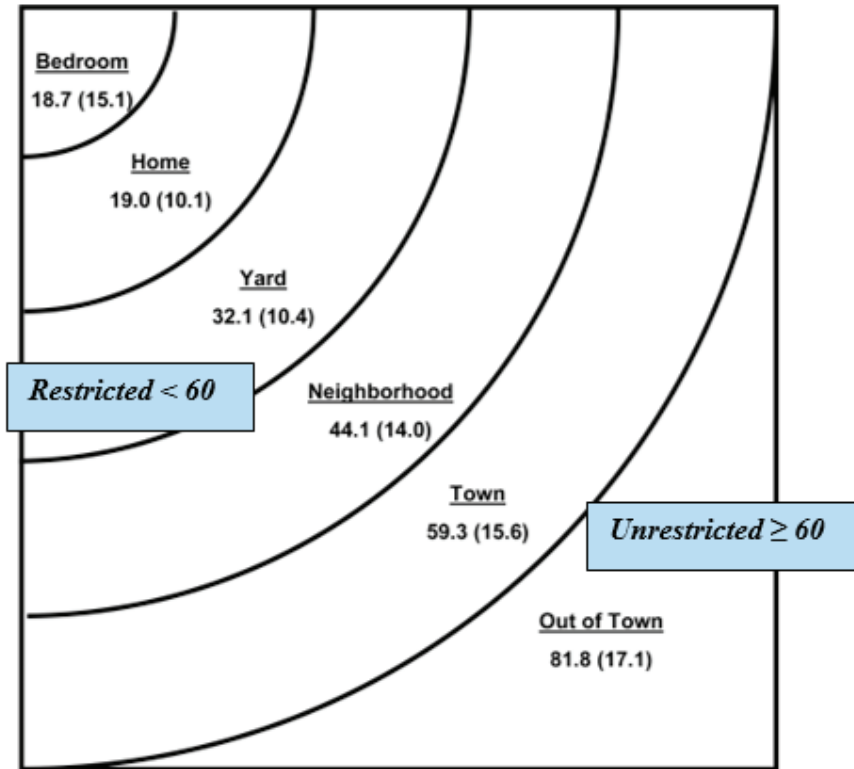 Bedroom
18.7 (15.1)
Home
19.0 (10.1)
Yard
32.1 (10.4)
Restricted < 60
Neighborhood
44.1 (14.0)
Town
59.3 (15.6)
Unrestricted ≥ 60
Out of Town
81.8 (17.1)